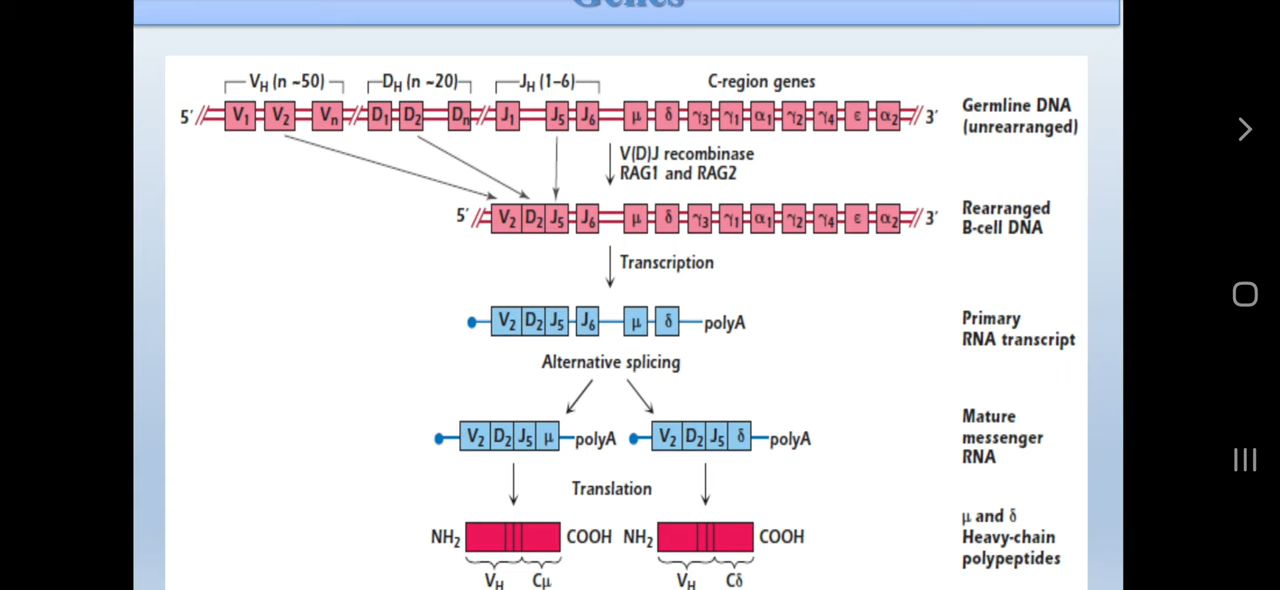 Genes
V_H (n ~50) D_H (n ~20) J_H (1-6) C-region genes
5′ V₁ V₂ Vₙ D₁ D₂ Dₙ J₁ J₅ J₆ μ δ γ₃ γ₁ α₁ γ₂ γ₄ ε α₂ 3′ Germline DNA
(unrearranged)
V(D)J recombinase
RAG1 and RAG2
5′ V₂ D₂ J₅ J₆ μ δ γ₃ γ₁ α₁ γ₂ γ₄ ε α₂ 3′ Rearranged
B-cell DNA
Transcription
V₂ D₂ J₅ J₆ μ δ polyA Primary
RNA transcript
Alternative splicing
V₂ D₂ J₅ μ polyA V₂ D₂ J₅ δ polyA Mature
messenger
RNA
Translation
NH₂ COOH NH₂ COOH μ and δ
Heavy-chain
polypeptides
V_H Cμ V_H Cδ